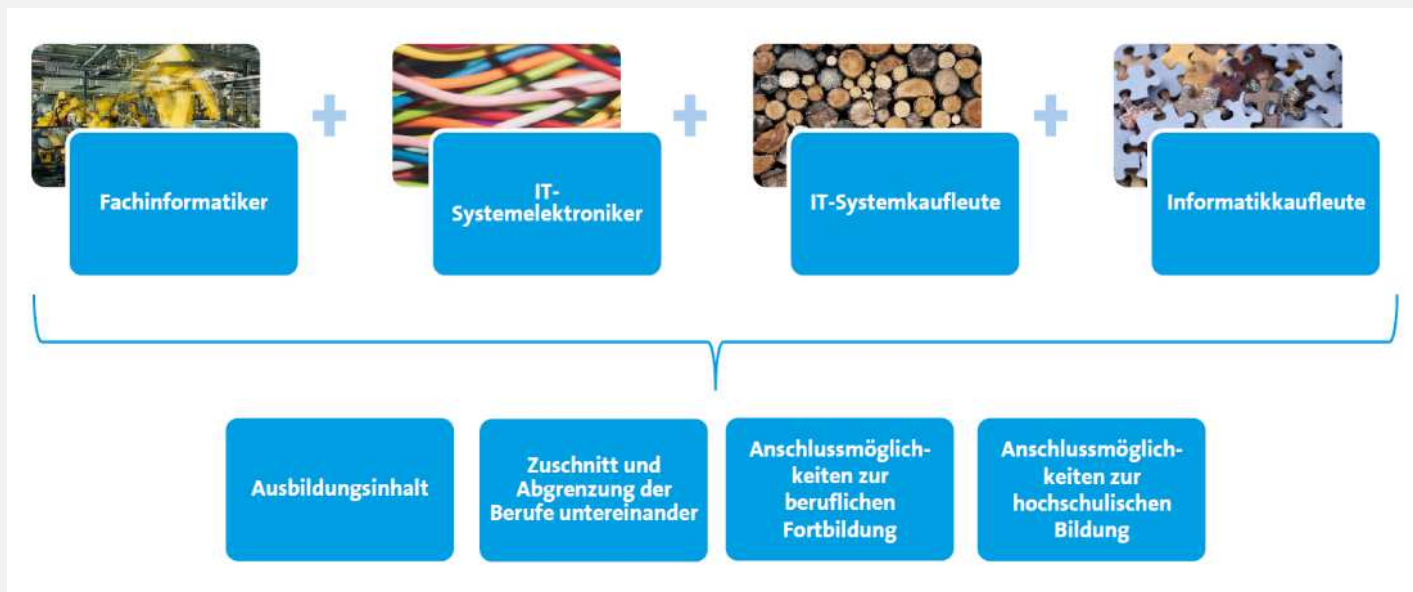 Fachinformatiker
IT-
Systemelektroniker
IT-Systemkaufleute
Informatikkaufleute
Ausbildungsinhalt
Zuschnitt und
Abgrenzung der
Berufe untereinander
Anschlussmöglich-
keiten zur
beruflichen
Fortbildung
Anschlussmöglich-
keiten zur
hochschulischen
Bildung